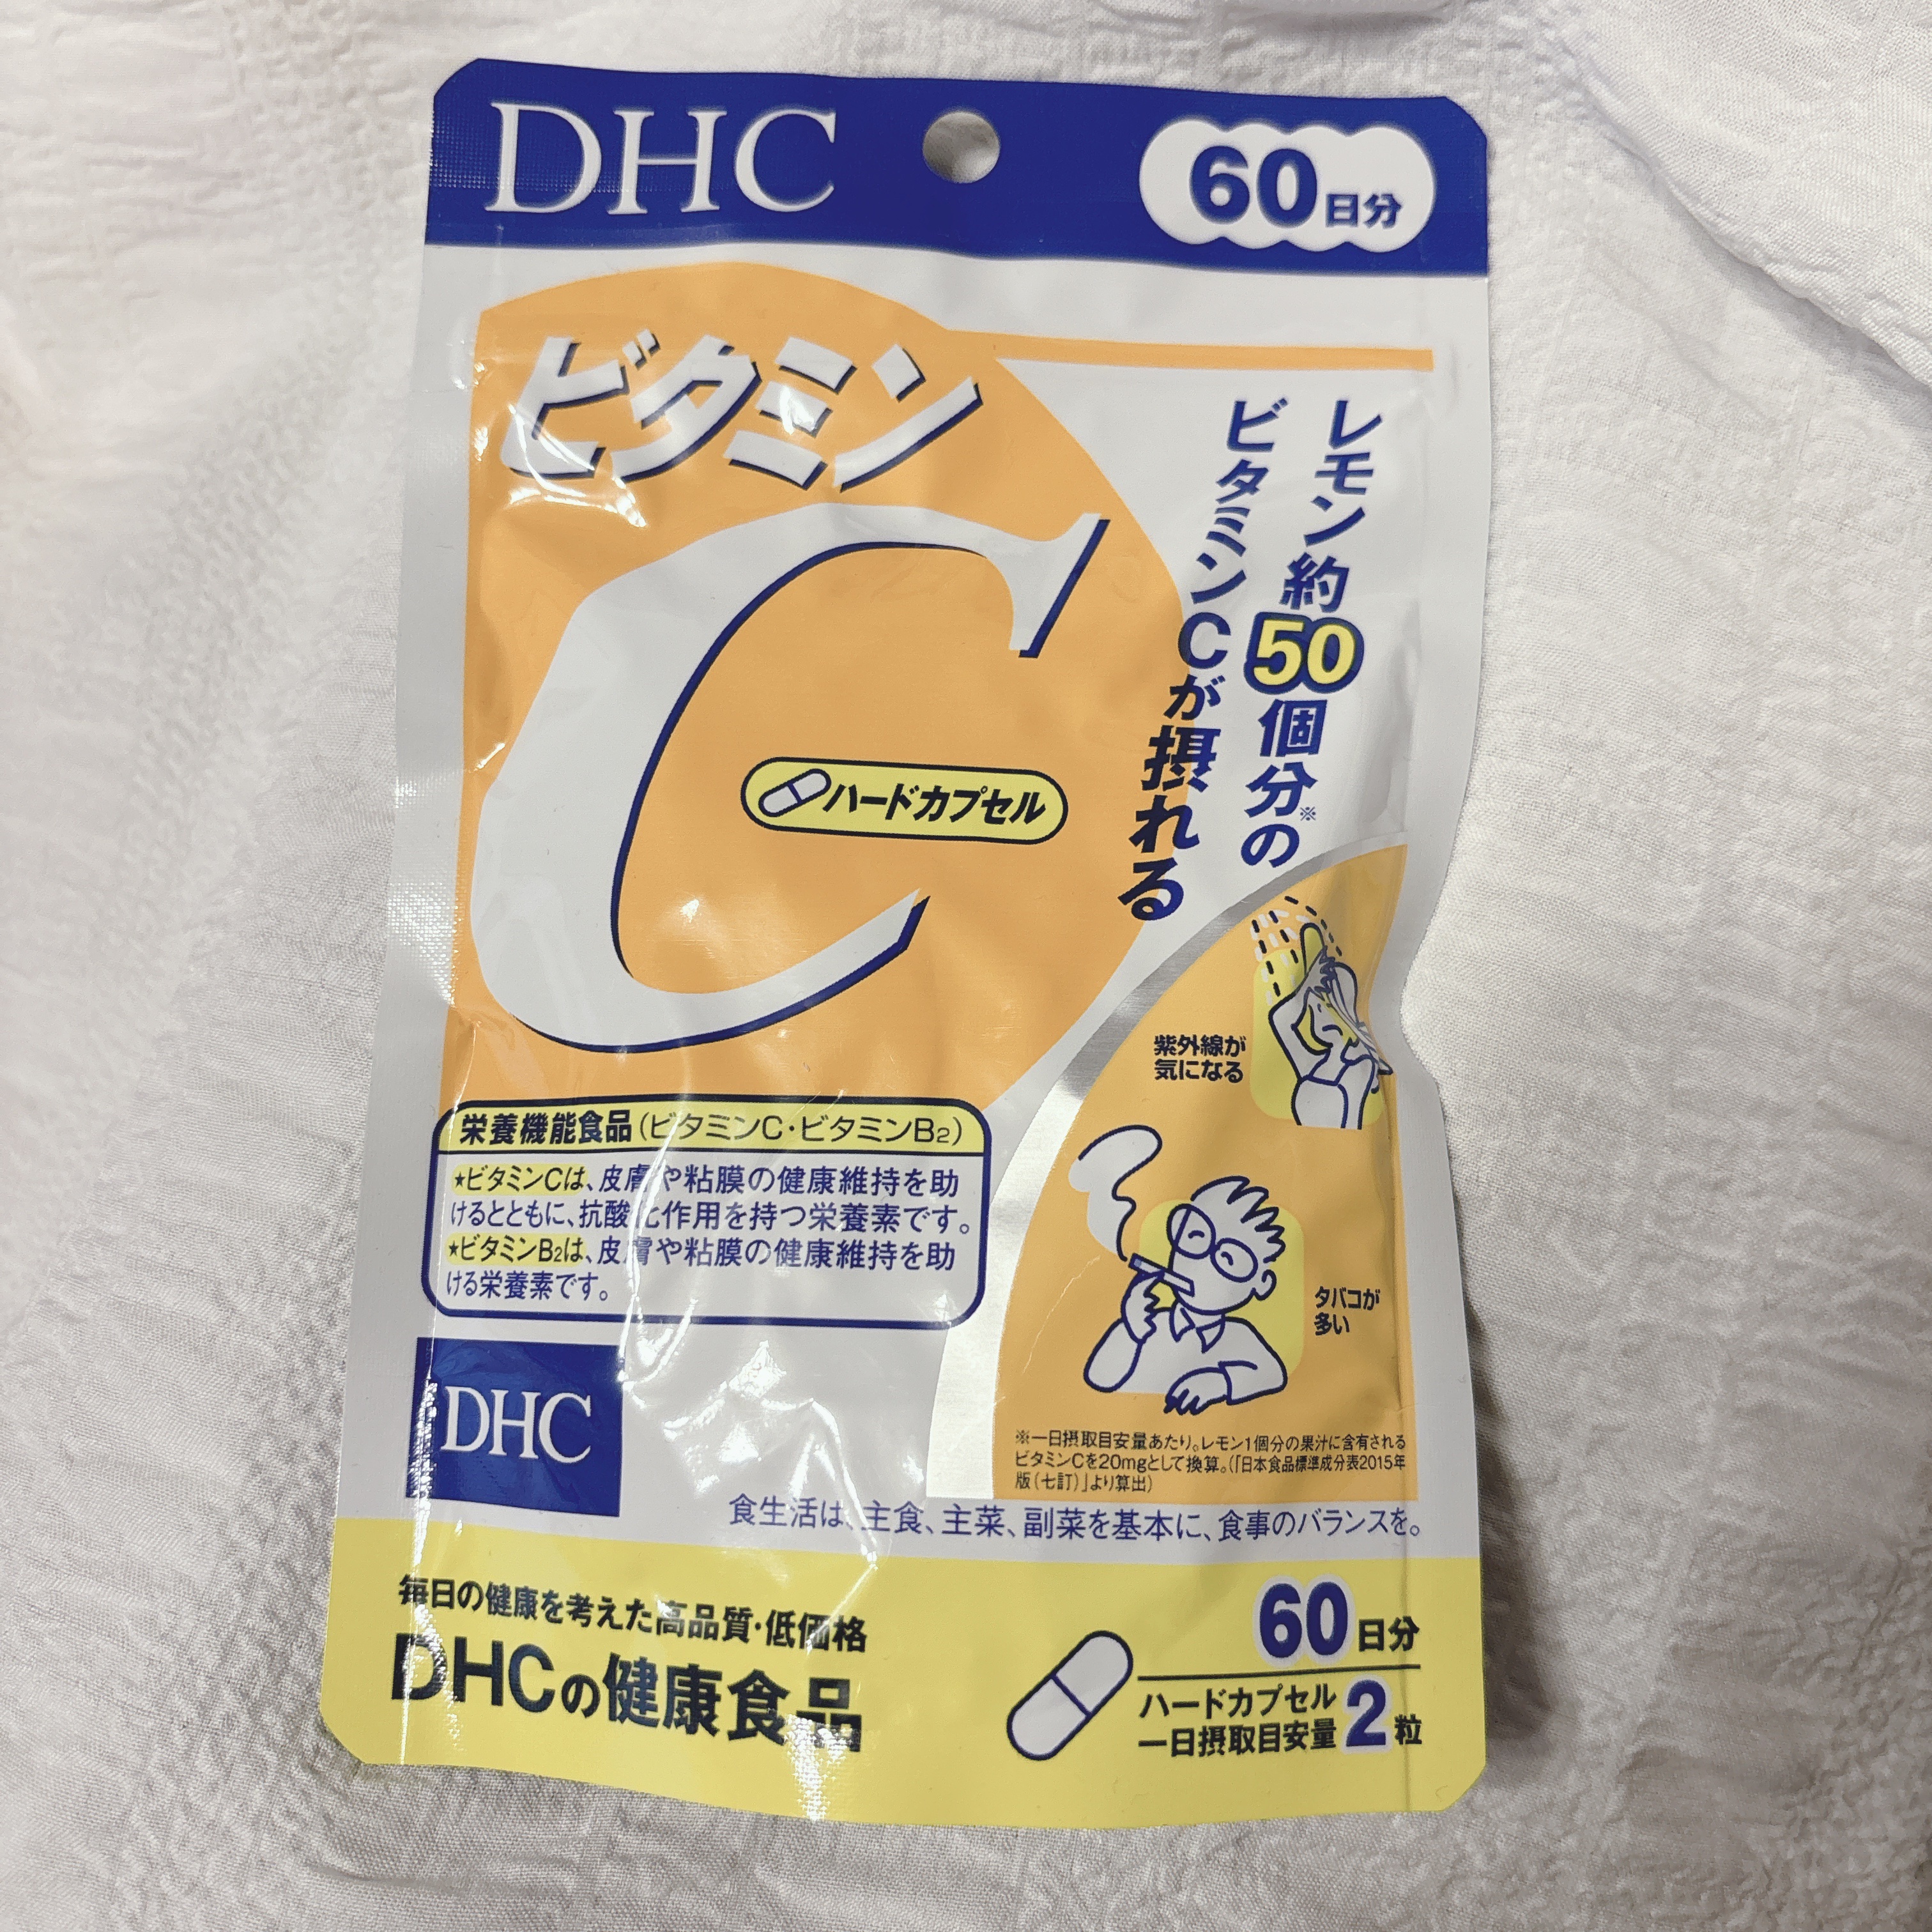 DHC
60日分
ビタミン
C
ハードカプセル
レモン約50個分※の
ビタミンCが摂れる
紫外線が
気になる
タバコが
多い
栄養機能食品(ビタミンC・ビタミンB2)
★ビタミンCは、皮膚や粘膜の健康維持を助
けるとともに、抗酸化作用を持つ栄養素です。
★ビタミンB2は、皮膚や粘膜の健康維持を助
ける栄養素です。
DHC
※一日摂取目安量あたり。レモン1個分の果汁に含有される
ビタミンCを20mgとして換算。(「日本食品標準成分表2015年
版(七訂)」より算出)
食生活は、主食、主菜、副菜を基本に、食事のバランスを。
毎日の健康を考えた高品質・低価格
DHCの健康食品
60日分
ハードカプセル
一日摂取目安量2粒